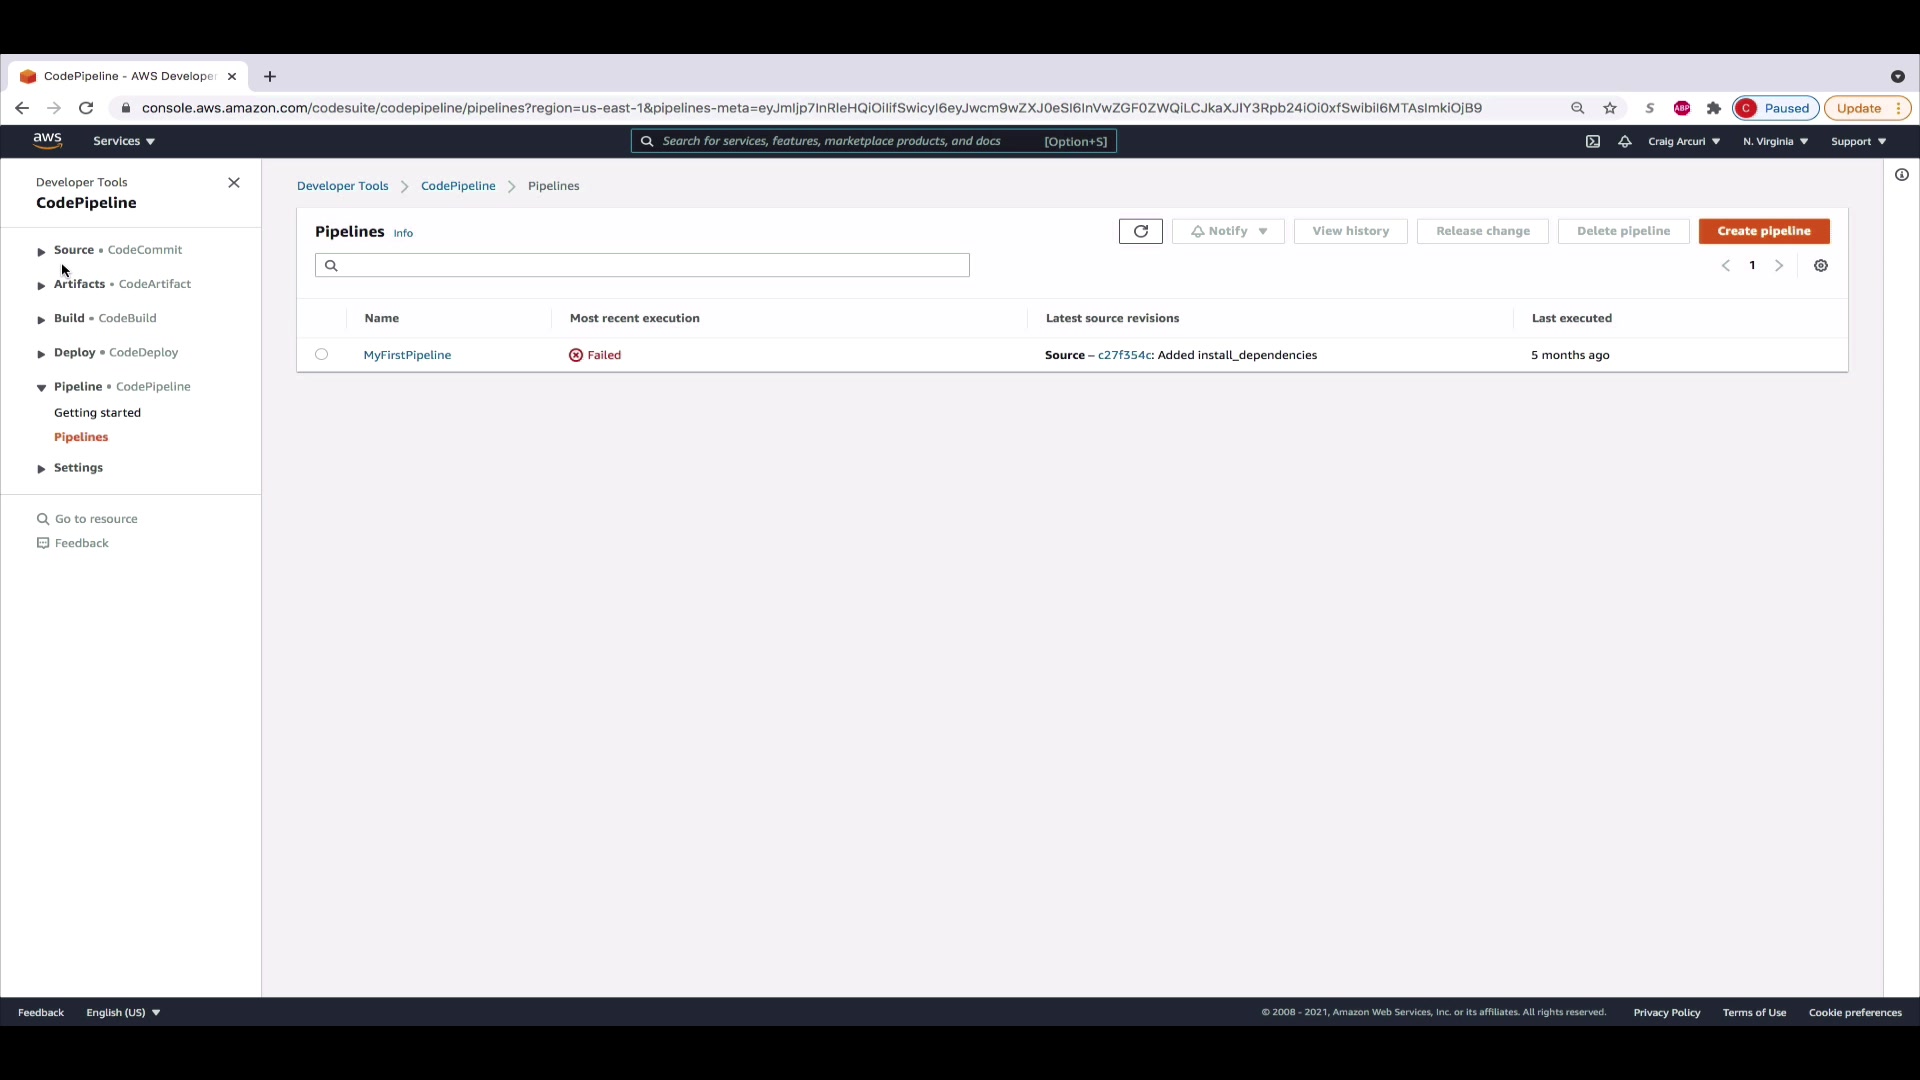 CodePipeline - AWS Developer
console.aws.amazon.com/codesuite/codepipeline/pipelines?region=us-east-1&pipelines-meta=eyJmIjp7InRleHQiOiIifSwicyI6eyJwcm9wZXJ0eSI6InVwZGF0ZWQiLCJkaXJlY3Rpb24iOi0xfSwibiI6MTAsImkiOjB9
S
ABP
C
Paused
Update
aws
Services
Search for services, features, marketplace products, and docs
[Option+S]
Craig Arcuri
N. Virginia
Support
Developer Tools
CodePipeline
Source • CodeCommit
Artifacts • CodeArtifact
Build • CodeBuild
Deploy • CodeDeploy
Pipeline • CodePipeline
Getting started
Pipelines
Settings
Go to resource
Feedback
Developer Tools
CodePipeline
Pipelines
Pipelines Info
Notify
View history
Release change
Delete pipeline
Create pipeline
1
Name
Most recent execution
Latest source revisions
Last executed
MyFirstPipeline
Failed
Source – c27f354c: Added install_dependencies
5 months ago
Feedback
English (US)
© 2008 - 2021, Amazon Web Services, Inc. or its affiliates. All rights reserved.
Privacy Policy
Terms of Use
Cookie preferences